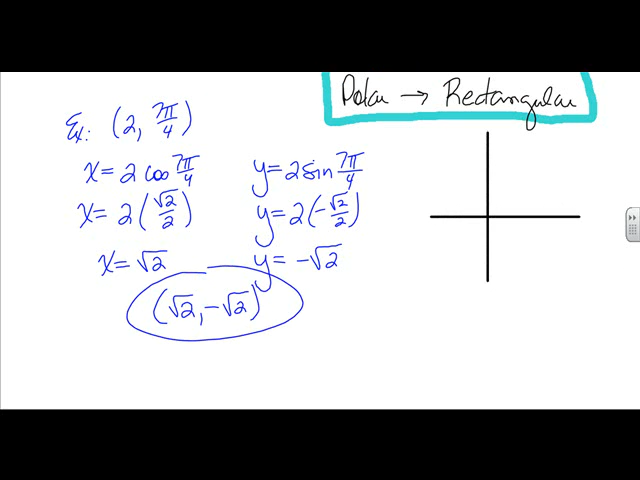 Polar → Rectangular
Ex: (2, 7π/4)
x = 2 cos 7π/4
y = 2 sin 7π/4
x = 2(√2/2)
y = 2(-√2/2)
x = √2
y = -√2
(√2, -√2)